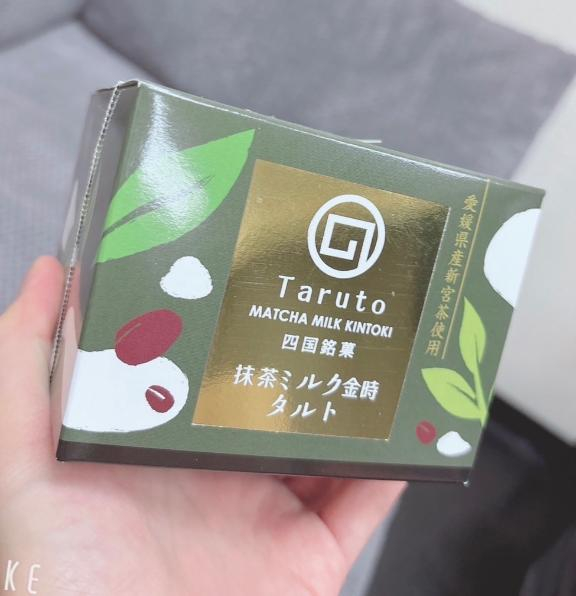 Taruto
MATCHA MILK KINTOKI
四国銘菓
抹茶ミルク金時
タルト
愛媛県産新宮茶使用
KE